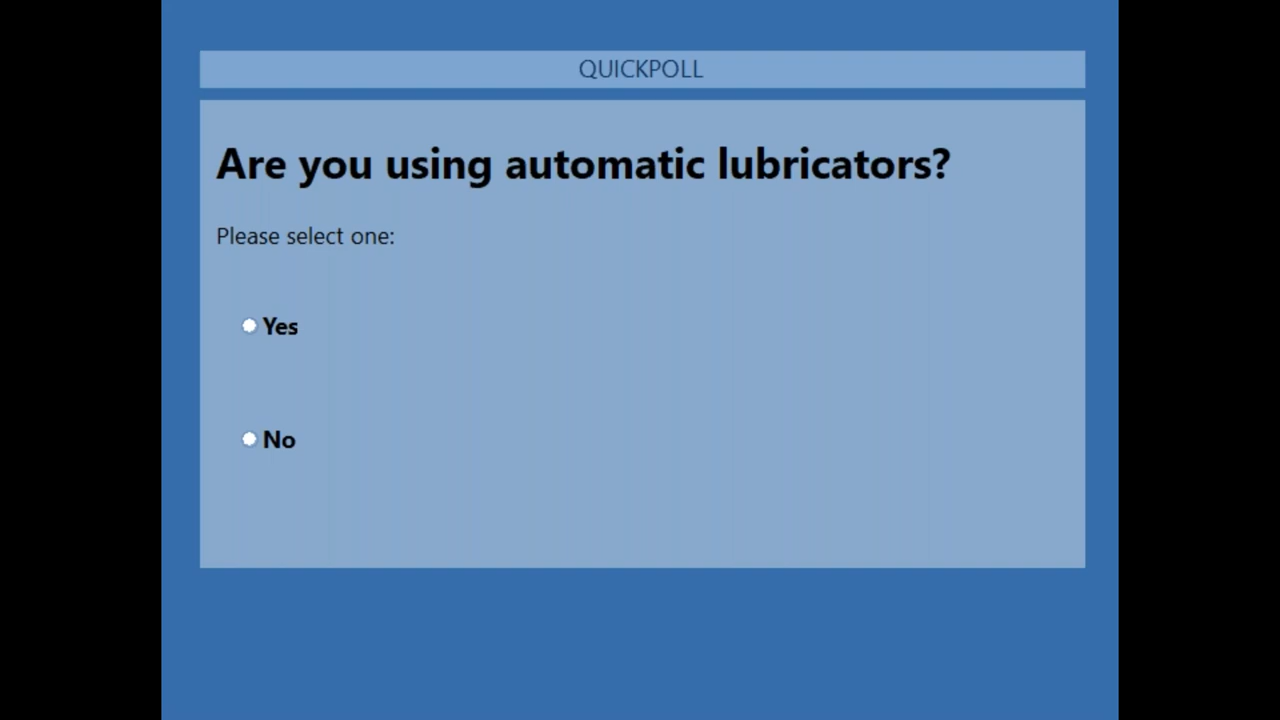 QUICKPOLL
Are you using automatic lubricators?
Please select one:
Yes
No